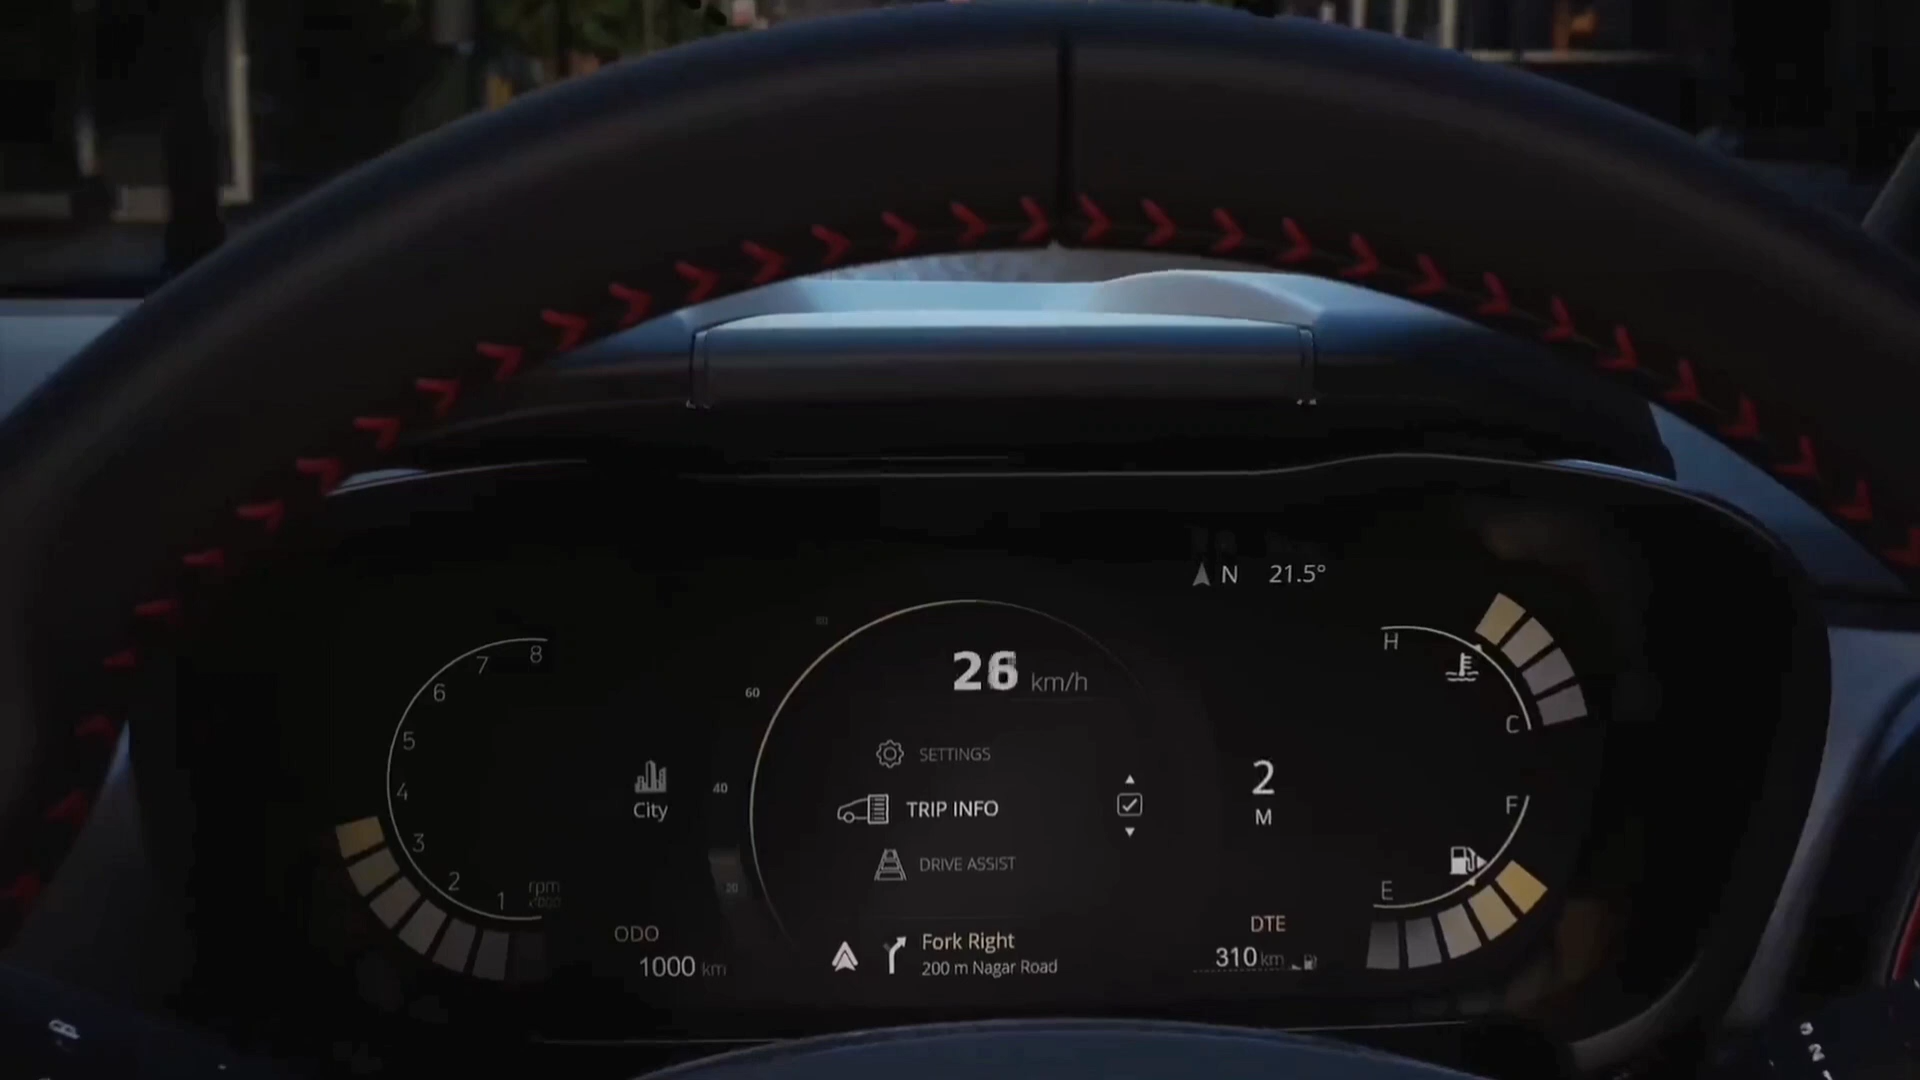 N 21.5°
8
7
6
5
4
3
2
1
rpm
60
40
20
26 km/h
SETTINGS
TRIP INFO
DRIVE ASSIST
City
ODO
1000 km
Fork Right
200 m Nagar Road
2
M
DTE
310 km
H
C
F
E